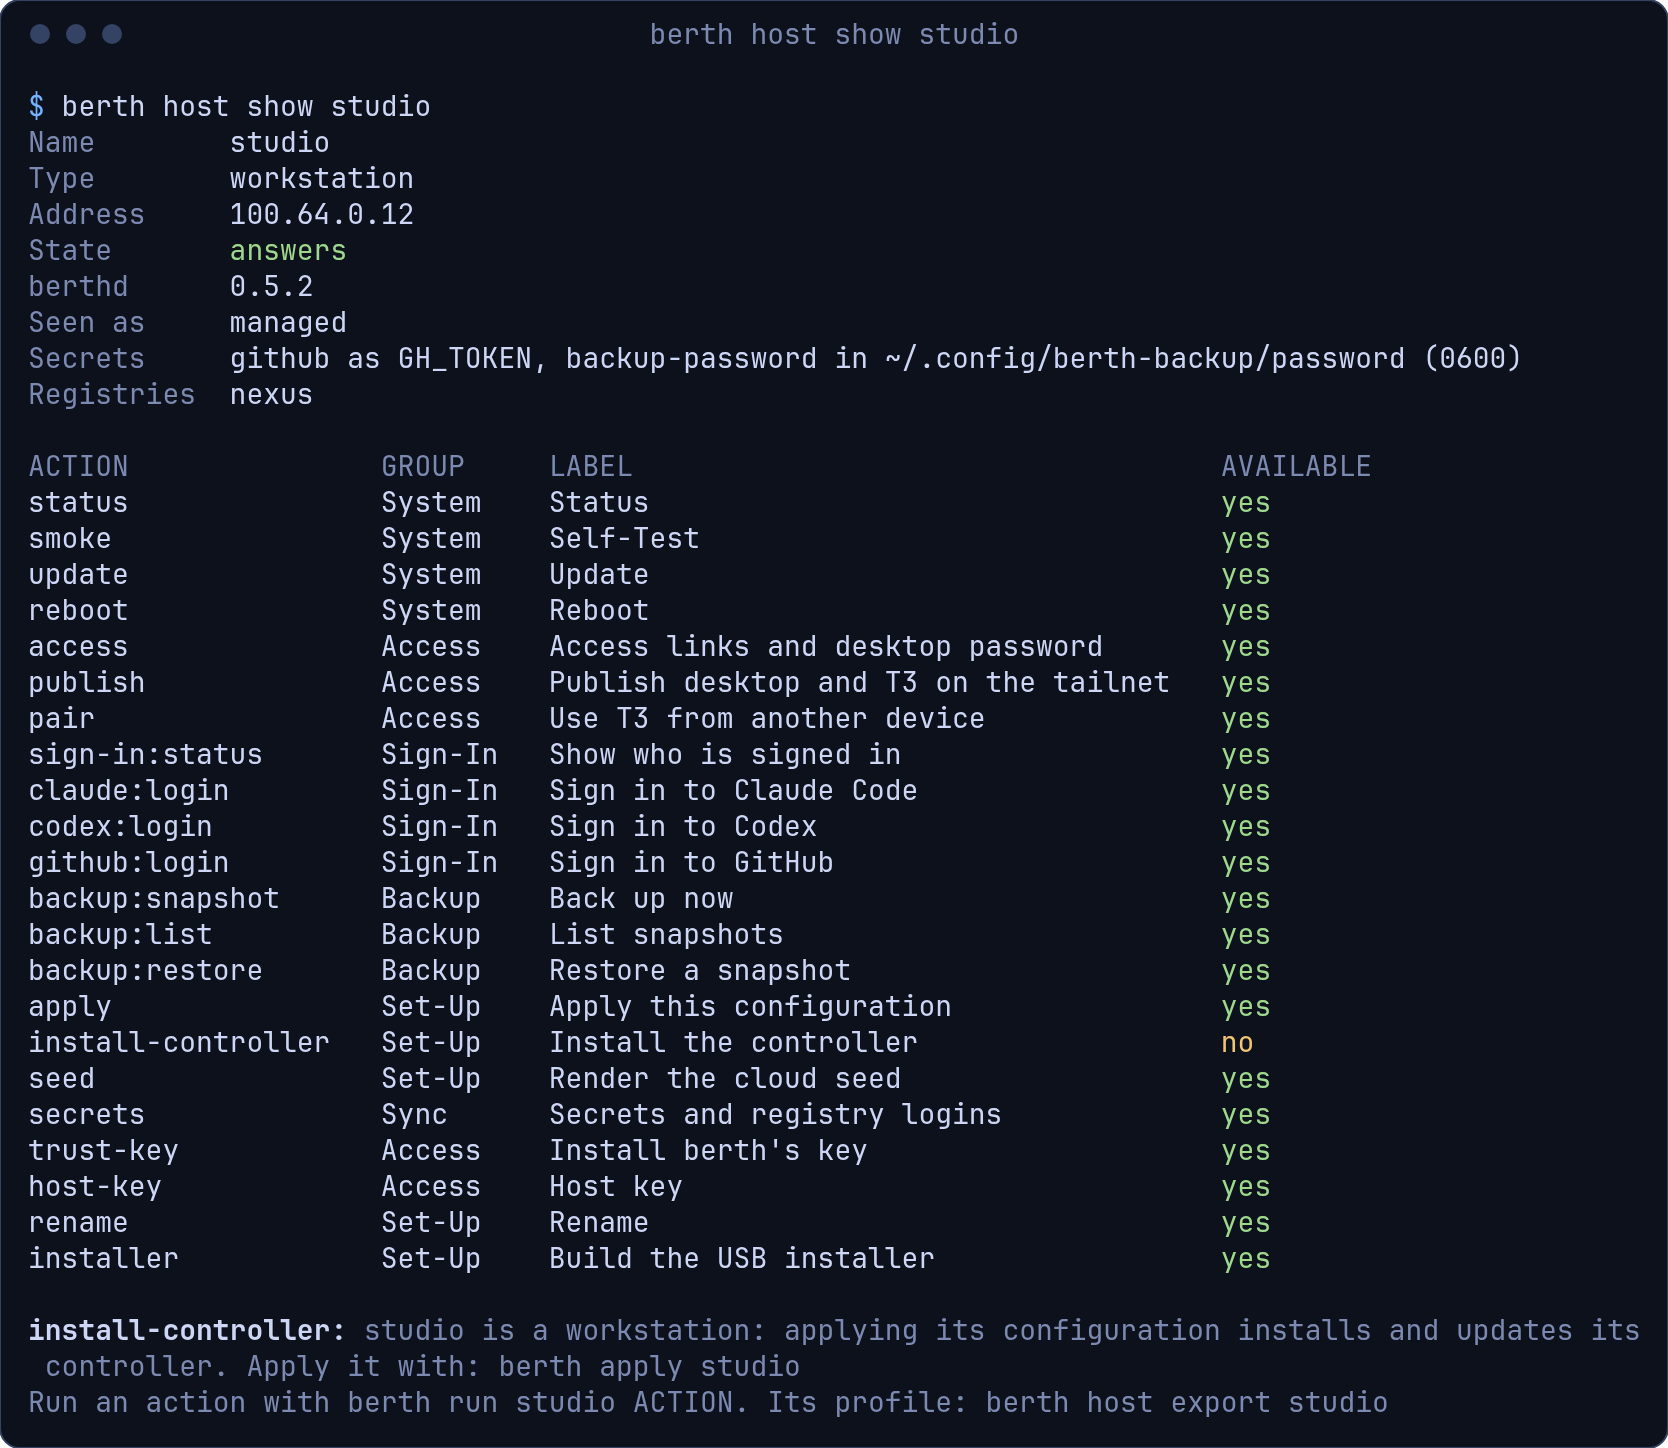 berth host show studio
$ berth host show studio
Name        studio
Type        workstation
Address     100.64.0.12
State       answers
berthd      0.5.2
Seen as     managed
Secrets     github as GH_TOKEN, backup-password in ~/.config/berth-backup/password (0600)
Registries  nexus
ACTION               GROUP     LABEL                                   AVAILABLE
status               System    Status                                  yes
smoke                System    Self-Test                               yes
update               System    Update                                  yes
reboot               System    Reboot                                  yes
access               Access    Access links and desktop password       yes
publish              Access    Publish desktop and T3 on the tailnet   yes
pair                 Access    Use T3 from another device              yes
sign-in:status       Sign-In   Show who is signed in                   yes
claude:login         Sign-In   Sign in to Claude Code                  yes
codex:login          Sign-In   Sign in to Codex                        yes
github:login         Sign-In   Sign in to GitHub                       yes
backup:snapshot      Backup    Back up now                             yes
backup:list          Backup    List snapshots                          yes
backup:restore       Backup    Restore a snapshot                      yes
apply                Set-Up    Apply this configuration                yes
install-controller   Set-Up    Install the controller                  no
seed                 Set-Up    Render the cloud seed                   yes
secrets              Sync      Secrets and registry logins             yes
trust-key            Access    Install berth's key                     yes
host-key             Access    Host key                                yes
rename               Set-Up    Rename                                  yes
installer            Set-Up    Build the USB installer                 yes
install-controller: studio is a workstation: applying its configuration installs and updates its
controller. Apply it with: berth apply studio
Run an action with berth run studio ACTION. Its profile: berth host export studio